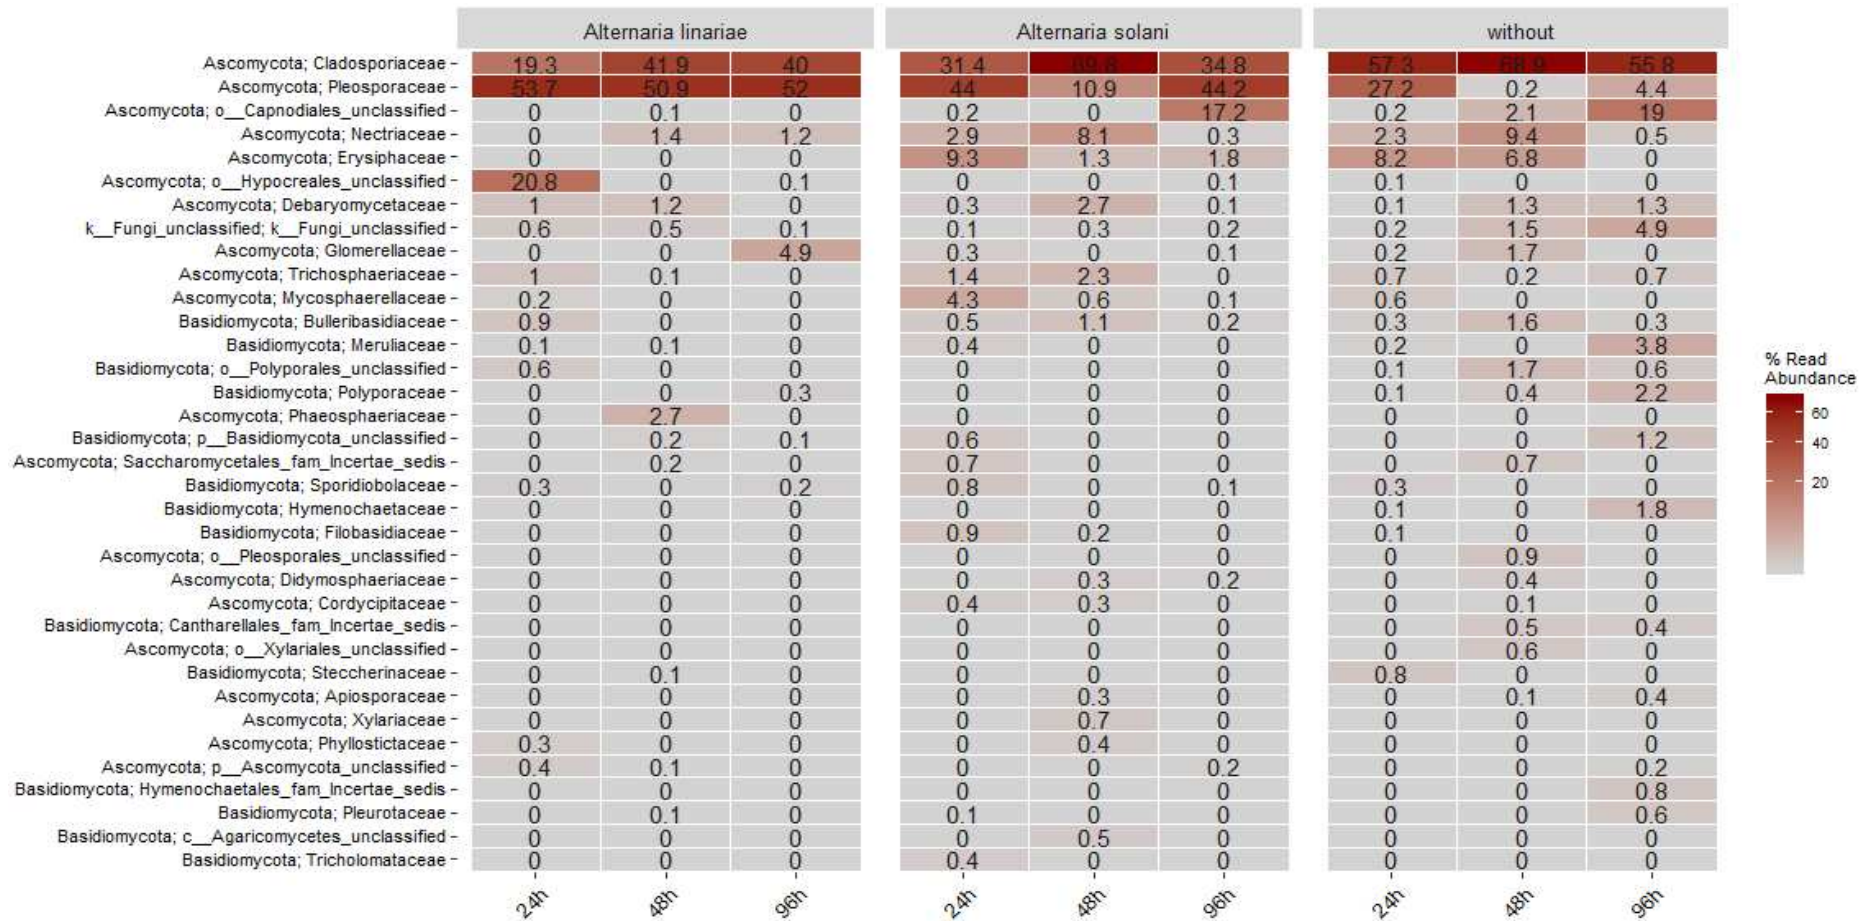 Alternaria linariae Alternaria solani without
Ascomycota; Cladosporiaceae 19.3 41.9 40 31.4 69.8 34.8 57.3 68.9 55.8
Ascomycota; Pleosporaceae 53.7 50.9 52 44 10.9 44.2 27.2 0.2 4.4
Ascomycota; o__Capnodiales_unclassified 0 0.1 0 0.2 0 17.2 0.2 2.1 19
Ascomycota; Nectriaceae 0 1.4 1.2 2.9 8.1 0.3 2.3 9.4 0.5
Ascomycota; Erysiphaceae 0 0 0 9.3 1.3 1.8 8.2 6.8 0
Ascomycota; o__Hypocreales_unclassified 20.8 0 0.1 0 0 0.1 0.1 0 0
Ascomycota; Debaryomycetaceae 1 1.2 0 0.3 2.7 0.1 0.1 1.3 1.3
k__Fungi_unclassified; k__Fungi_unclassified 0.6 0.5 0.1 0.1 0.3 0.2 0.2 1.5 4.9
Ascomycota; Glomerellaceae 0 0 4.9 0.3 0 0.1 0.2 1.7 0
Ascomycota; Trichosphaeriaceae 1 0.1 0 1.4 2.3 0 0.7 0.2 0.7
Ascomycota; Mycosphaerellaceae 0.2 0 0 4.3 0.6 0.1 0.6 0 0
Basidiomycota; Bulleribasidiaceae 0.9 0 0 0.5 1.1 0.2 0.3 1.6 0.3
Basidiomycota; Meruliaceae 0.1 0.1 0 0.4 0 0 0.2 0 3.8
Basidiomycota; o__Polyporales_unclassified 0.6 0 0 0 0 0 0.1 1.7 0.6
Basidiomycota; Polyporaceae 0 0 0.3 0 0 0 0.1 0.4 2.2
Ascomycota; Phaeosphaeriaceae 0 2.7 0 0 0 0 0 0 0
Basidiomycota; p__Basidiomycota_unclassified 0 0.2 0.1 0.6 0 0 0 0 1.2
Ascomycota; Saccharomycetales_fam_Incertae_sedis 0 0.2 0 0.7 0 0 0 0.7 0
Basidiomycota; Sporidiobolaceae 0.3 0 0.2 0.8 0 0.1 0.3 0 0
Basidiomycota; Hymenochaetaceae 0 0 0 0 0 0 0.1 0 1.8
Basidiomycota; Filobasidiaceae 0 0 0 0.9 0.2 0 0.1 0 0
Ascomycota; o__Pleosporales_unclassified 0 0 0 0 0 0 0 0.9 0
Ascomycota; Didymosphaeriaceae 0 0 0 0 0.3 0.2 0 0.4 0
Ascomycota; Cordycipitaceae 0 0 0 0.4 0.3 0 0 0.1 0
Basidiomycota; Cantharellales_fam_Incertae_sedis 0 0 0 0 0 0 0 0.5 0.4
Ascomycota; o__Xylariales_unclassified 0 0 0 0 0 0 0 0.6 0
Basidiomycota; Steccherinaceae 0 0.1 0 0 0 0 0.8 0 0
Ascomycota; Apiosporaceae 0 0 0 0 0.3 0 0 0.1 0.4
Ascomycota; Xylariaceae 0 0 0 0 0.7 0 0 0 0
Ascomycota; Phyllostictaceae 0.3 0 0 0 0.4 0 0 0 0
Ascomycota; p__Ascomycota_unclassified 0.4 0.1 0 0 0 0.2 0 0 0.2
Basidiomycota; Hymenochaetales_fam_Incertae_sedis 0 0 0 0 0 0 0 0 0.8
Basidiomycota; Pleurotaceae 0 0.1 0 0.1 0 0 0 0 0.6
Basidiomycota; c__Agaricomycetes_unclassified 0 0 0 0 0.5 0 0 0 0
Basidiomycota; Tricholomataceae 0 0 0 0.4 0 0 0 0 0
24h 48h 96h 24h 48h 96h 24h 48h 96h
% Read
Abundance
60
40
20